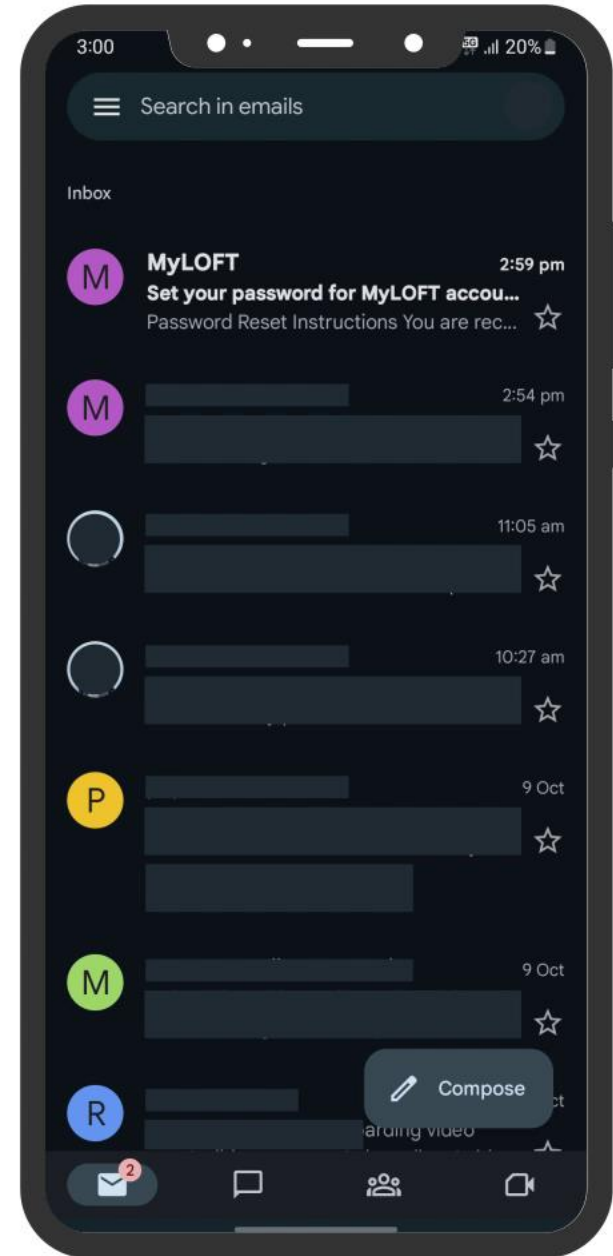 3:00 5G 20%
Search in emails
Inbox
M MyLOFT 2:59 pm
Set your password for MyLOFT accou...
Password Reset Instructions You are rec...
M 2:54 pm
11:05 am
10:27 am
P 9 Oct
M 9 Oct
R
Compose
video
2